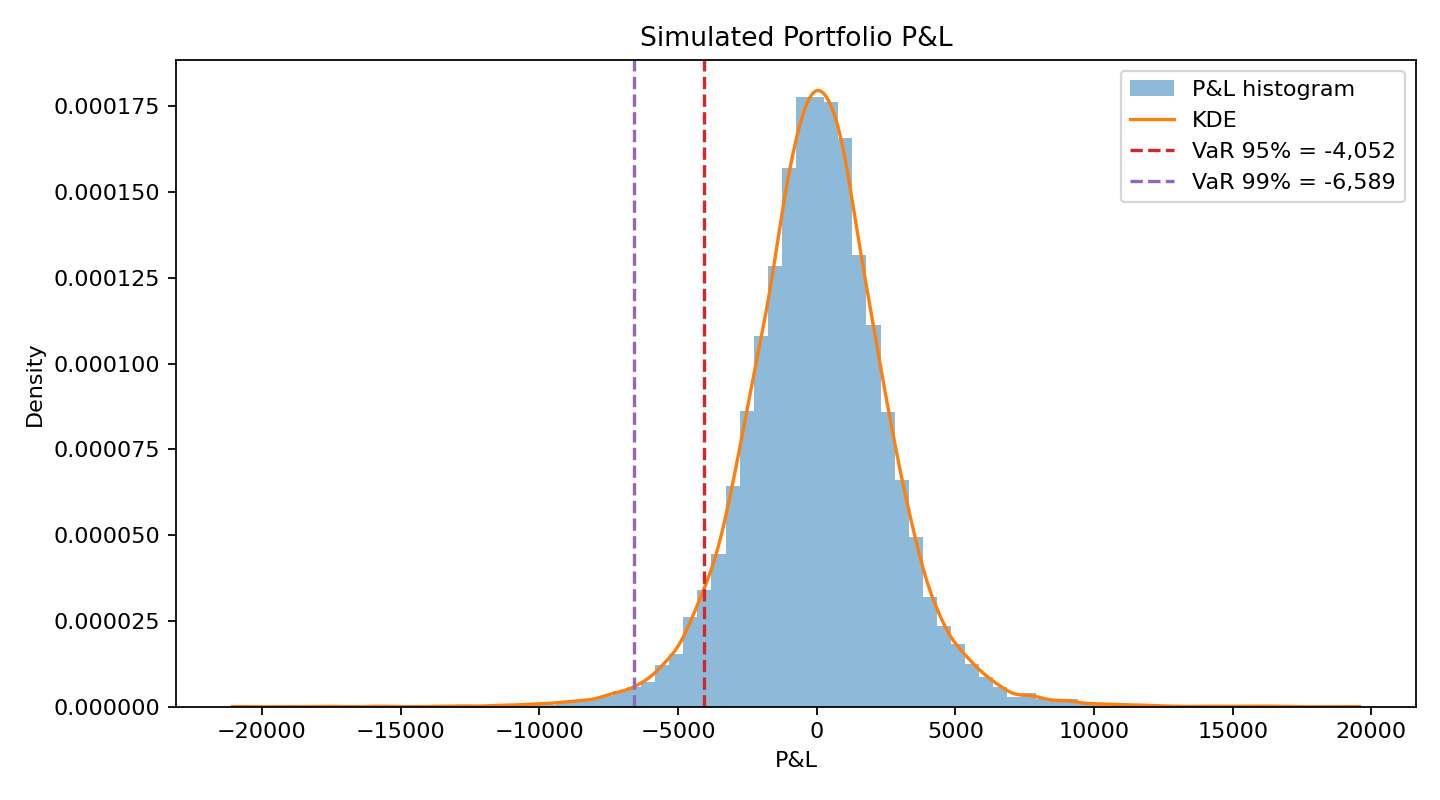 Simulated Portfolio P&L
P&L histogram
KDE
VaR 95% = -4,052
VaR 99% = -6,589
0.000175
0.000150
0.000125
0.000100
0.000075
0.000050
0.000025
0.000000
Density
−20000 −15000 −10000 −5000 0 5000 10000 15000 20000
P&L